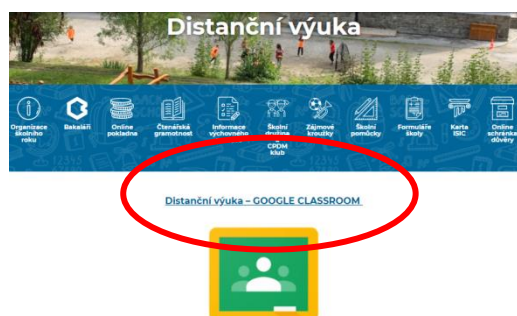 Distanční výuka
Organizace
školního
roku
Bakaláři
Online
pokladna
Čtenářská
gramotnost
Informace
výchovného
Školní
družina
a
CPDM
klub
Zájmové
kroužky
Školní
pomůcky
Formuláře
školy
Karta
ISIC
Online
schránka
důvěry
Distanční výuka – GOOGLE CLASSROOM